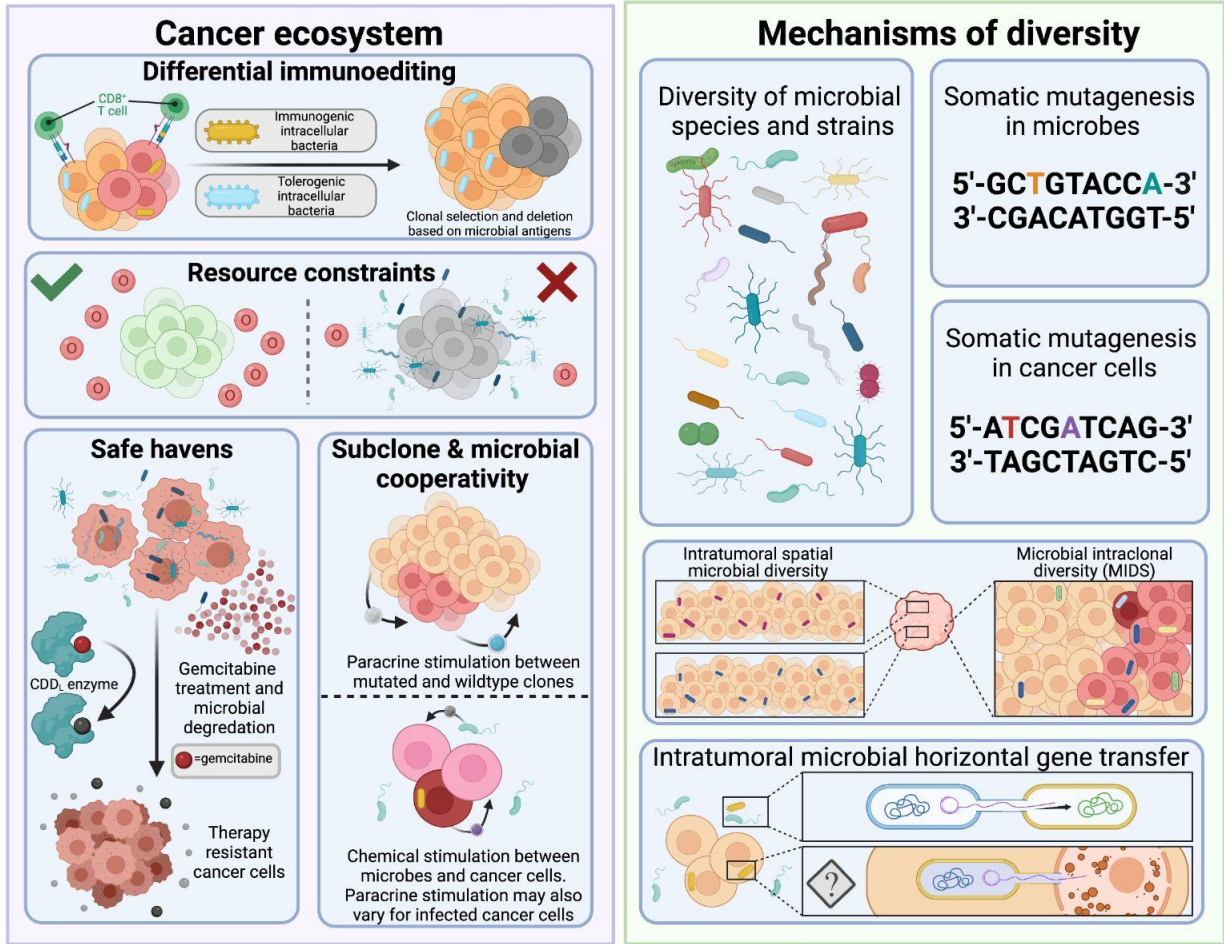 Cancer ecosystem
Differential immunoediting
CD8+
T cell
Immunogenic
intracellular
bacteria
Tolerogenic
intracellular
bacteria
Clonal selection and deletion
based on microbial antigens
Resource constraints
O
O
O
O
O
O
O
O
O
O
Safe havens
CDDL enzyme
Gemcitabine
treatment and
microbial
degredation
=gemcitabine
Therapy
resistant
cancer cells
Subclone & microbial
cooperativity
Paracrine stimulation between
mutated and wildtype clones
Chemical stimulation between
microbes and cancer cells.
Paracrine stimulation may also
vary for infected cancer cells
Mechanisms of diversity
Diversity of microbial
species and strains
Somatic mutagenesis
in microbes
5'-GCTGTACCA-3'
3'-CGACATGGT-5'
Somatic mutagenesis
in cancer cells
5'-ATCGATCAG-3'
3'-TAGCTAGTC-5'
Intratumoral spatial
microbial diversity
Microbial intraclonal
diversity (MIDS)
Intratumoral microbial horizontal gene transfer
?